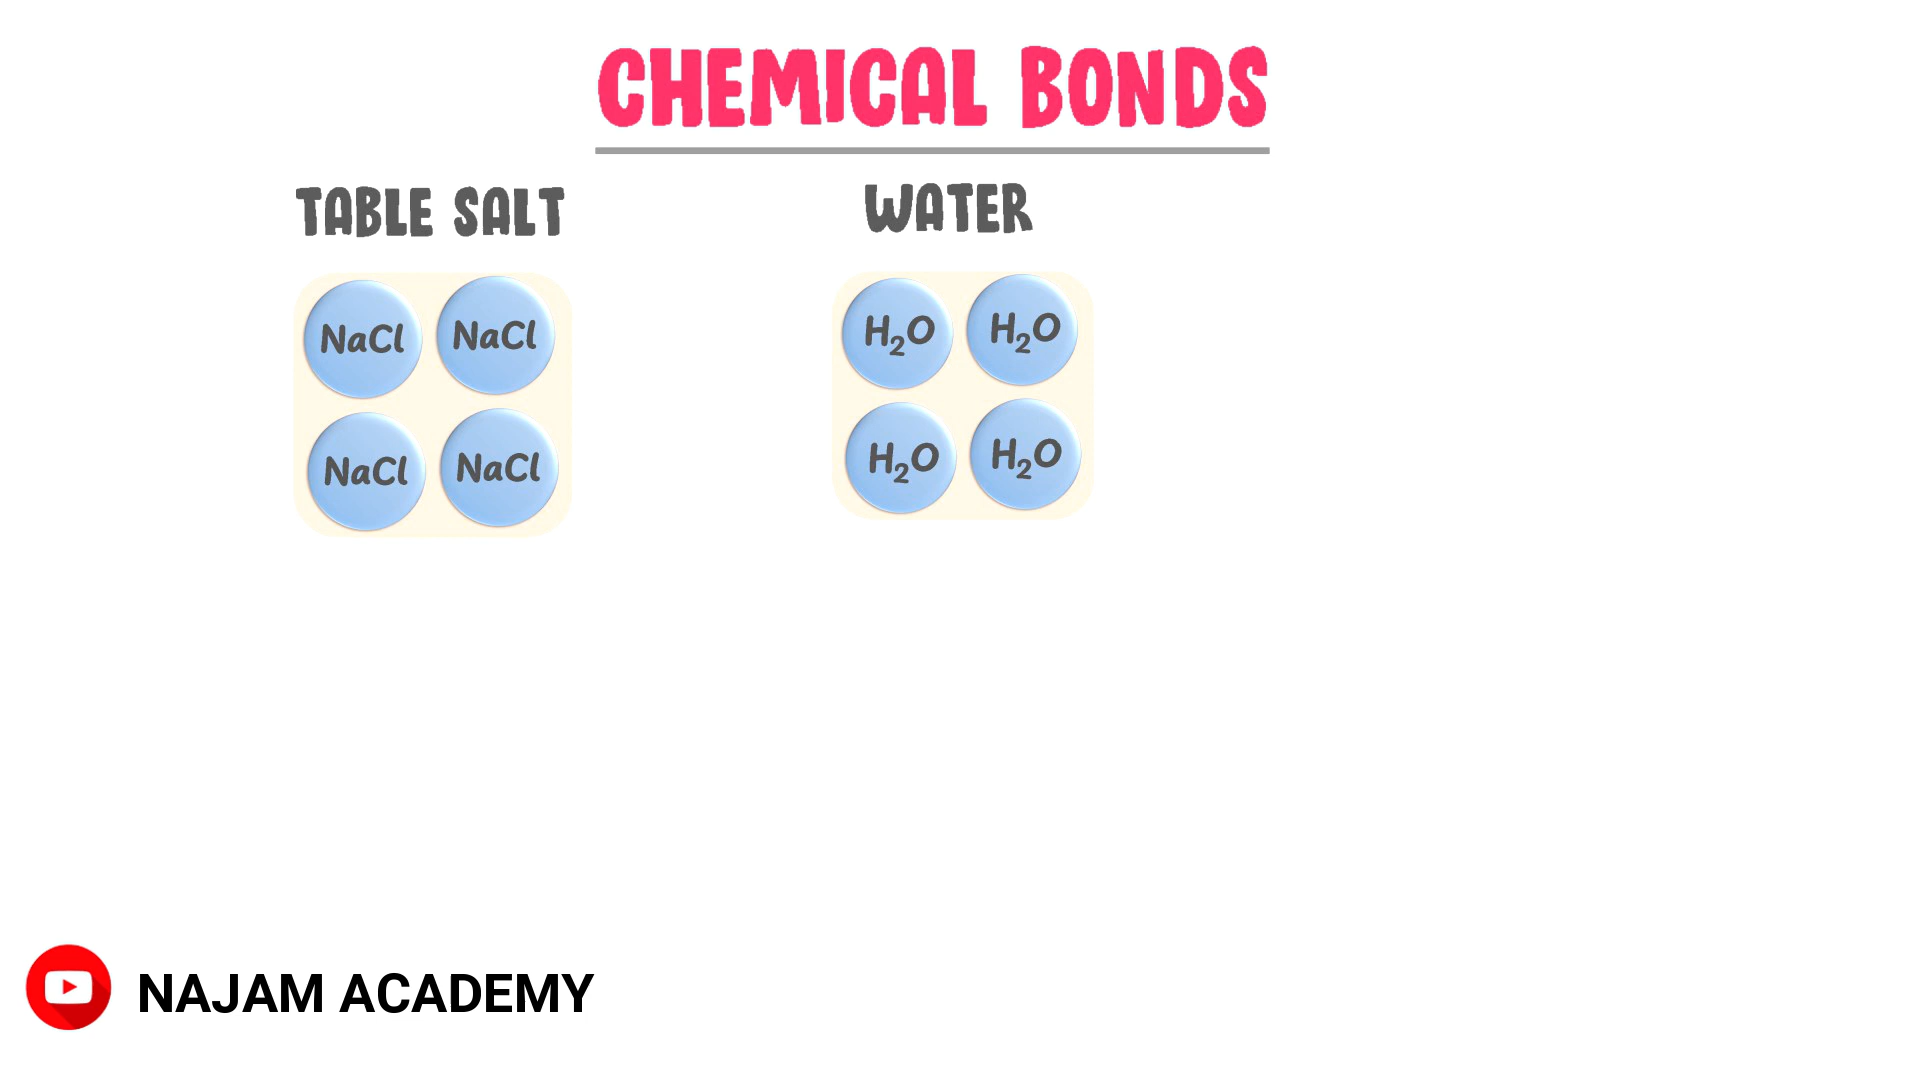 CHEMICAL BONDS
TABLE SALT
NaCl NaCl
NaCl NaCl
WATER
H₂O H₂O
H₂O H₂O
NAJAM ACADEMY